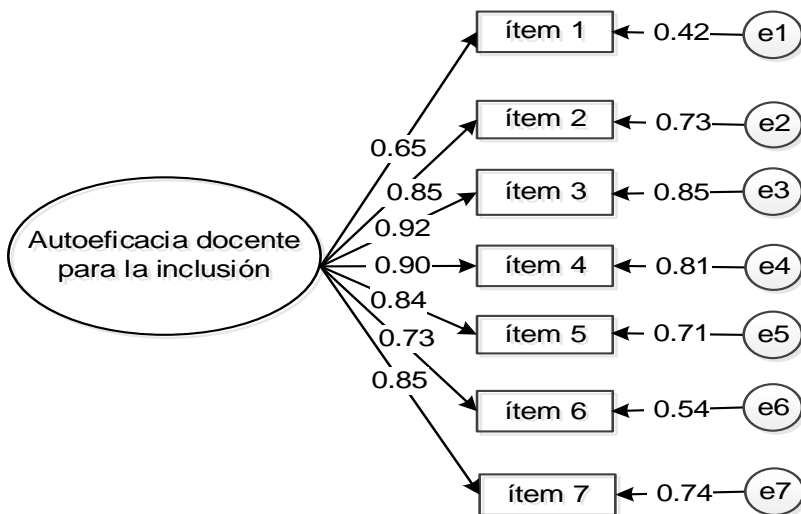 Autoeficacia docente
para la inclusión
0.65
0.85
0.92
0.90
0.84
0.73
0.85
ítem 1
0.42
e1
ítem 2
0.73
e2
ítem 3
0.85
e3
ítem 4
0.81
e4
ítem 5
0.71
e5
ítem 6
0.54
e6
ítem 7
0.74
e7